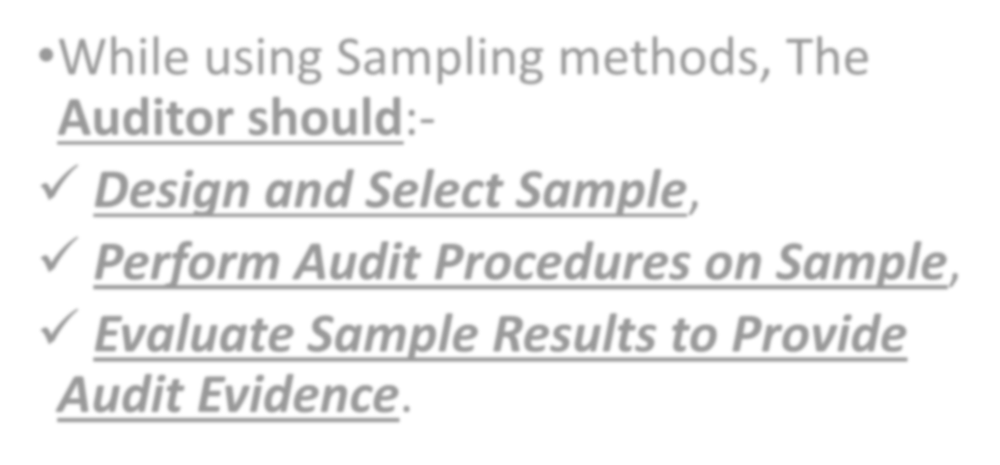 •While using Sampling methods, The
Auditor should:-
✓ Design and Select Sample,
✓ Perform Audit Procedures on Sample,
✓ Evaluate Sample Results to Provide
Audit Evidence.